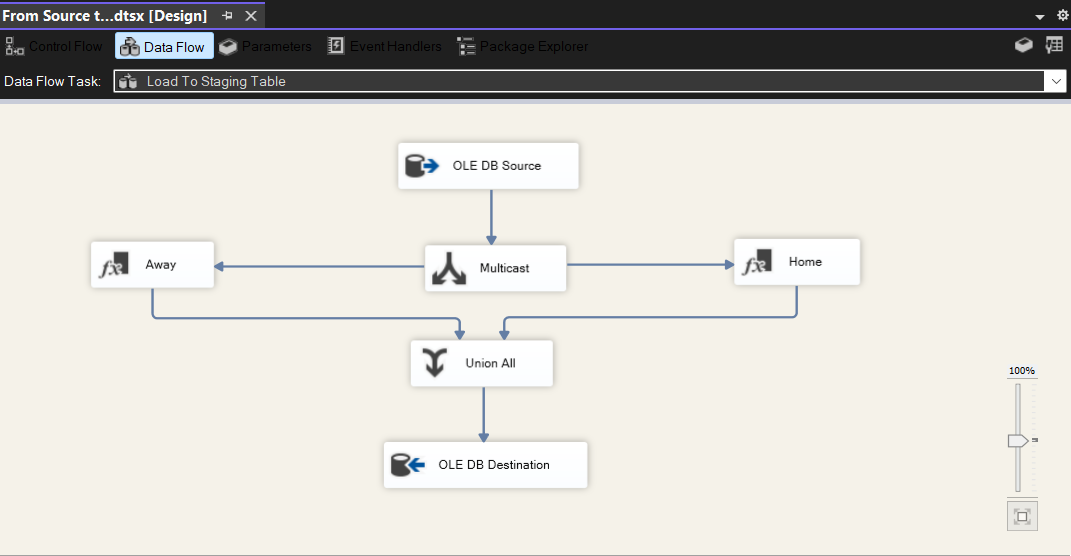 From Source t...dtsx [Design]
Control Flow
Data Flow
Parameters
Event Handlers
Package Explorer
Data Flow Task:
Load To Staging Table
OLE DB Source
Away
Multicast
Home
Union All
100%
OLE DB Destination